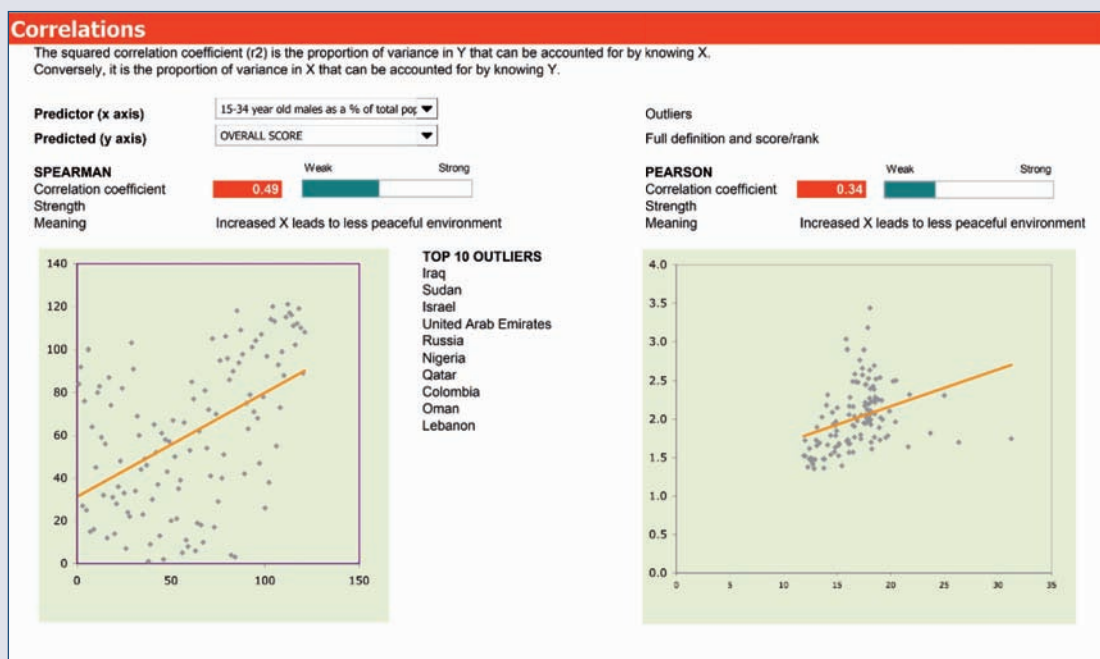 Correlations
The squared correlation coefficient (r2) is the proportion of variance in Y that can be accounted for by knowing X.
Conversely, it is the proportion of variance in X that can be accounted for by knowing Y.
Predictor (x axis)
15-34 year old males as a % of total pop
Predicted (y axis)
OVERALL SCORE
Outliers
Full definition and score/rank
SPEARMAN
Weak
Strong
Correlation coefficient
0.49
Strength
Meaning
Increased X leads to less peaceful environment
PEARSON
Weak
Strong
Correlation coefficient
0.34
Strength
Meaning
Increased X leads to less peaceful environment
140
120
100
80
60
40
20
0
0
50
100
150
TOP 10 OUTLIERS
Iraq
Sudan
Israel
United Arab Emirates
Russia
Nigeria
Qatar
Colombia
Oman
Lebanon
4.0
3.5
3.0
2.5
2.0
1.5
1.0
0.5
0.0
0
5
10
15
20
25
30
35